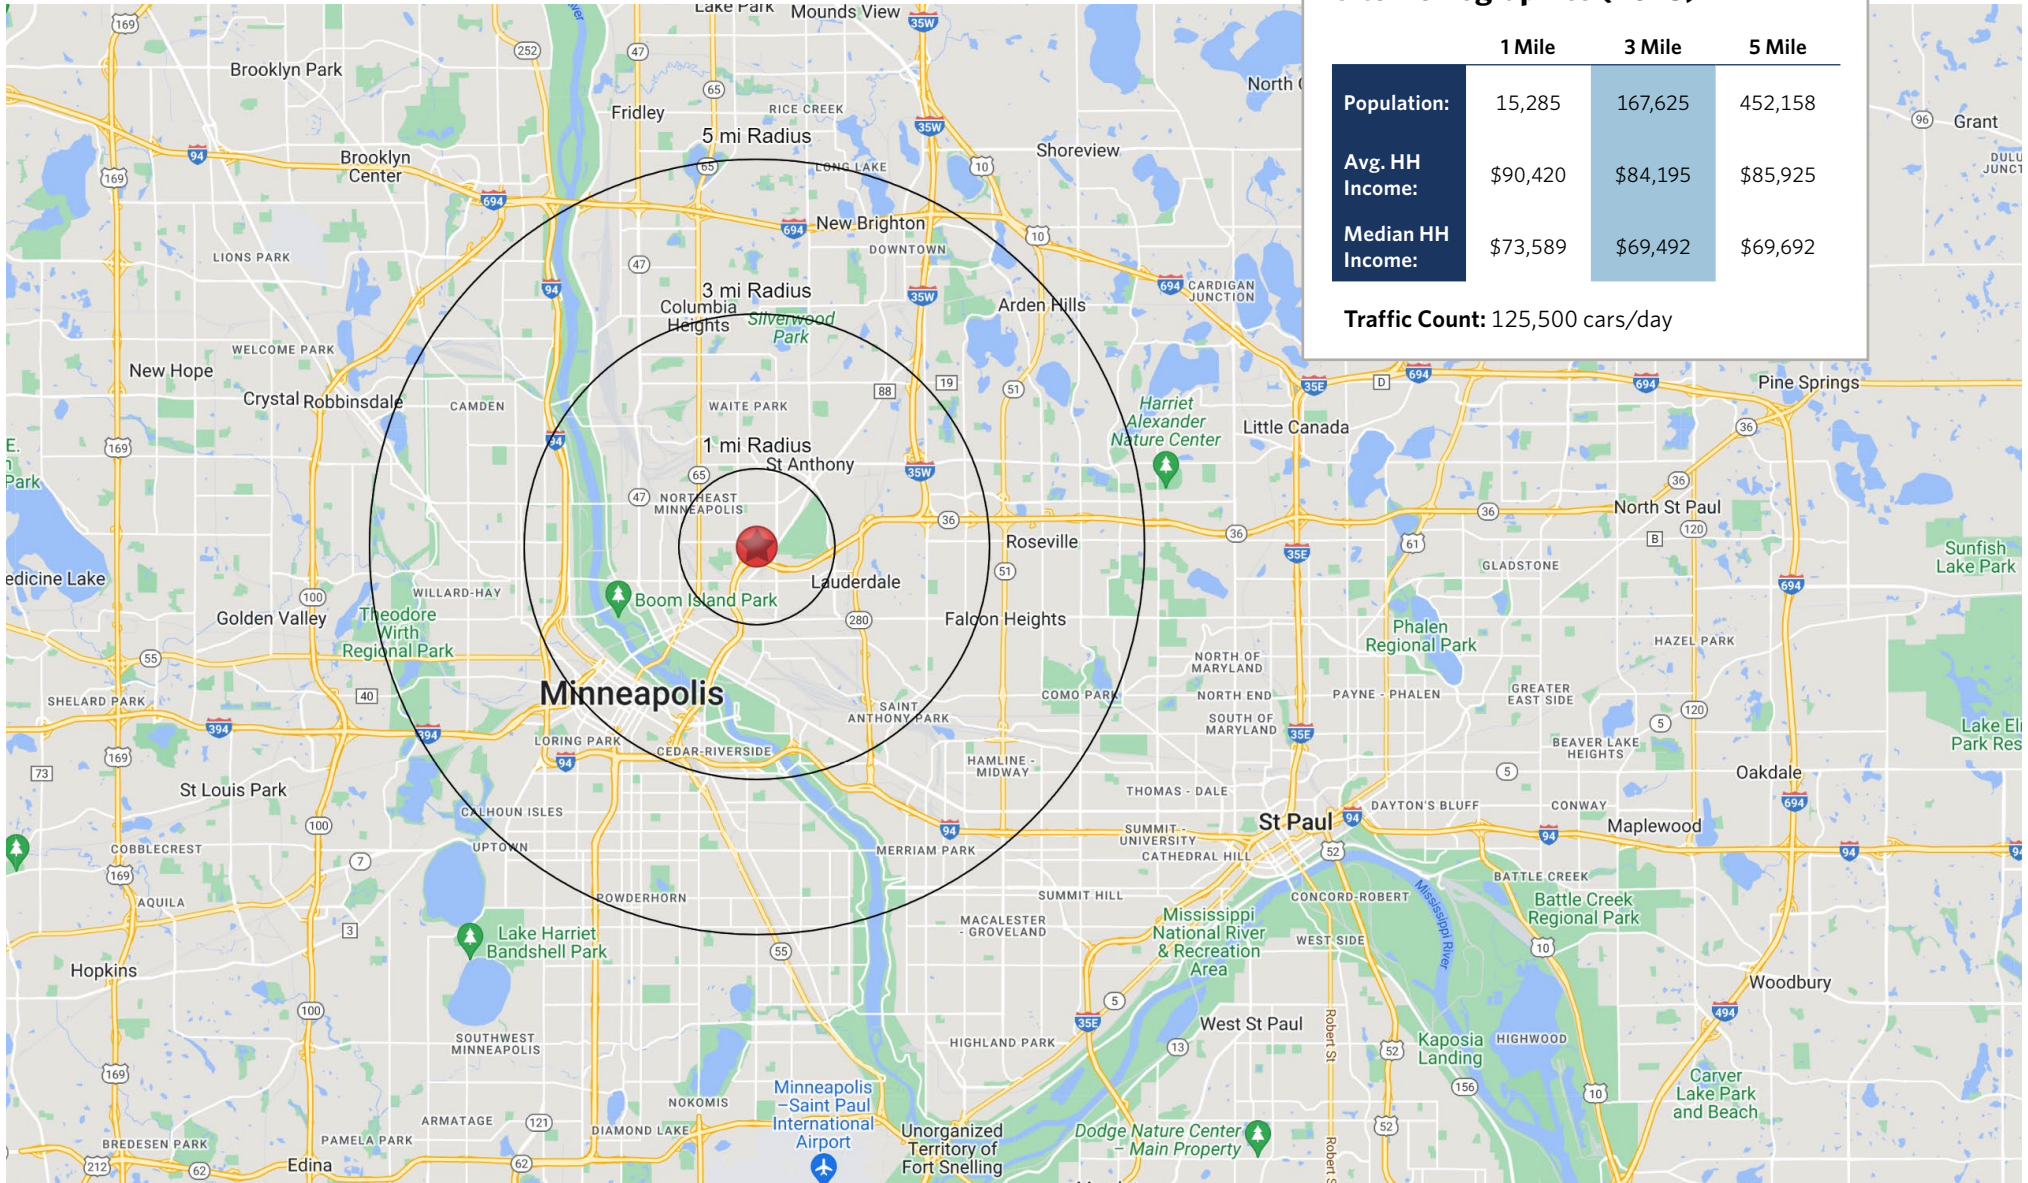 1 Mile 3 Mile 5 Mile
Population: 15,285 167,625 452,158
Avg. HH
Income: $90,420 $84,195 $85,925
Median HH
Income: $73,589 $69,492 $69,692
Traffic Count: 125,500 cars/day
Lake Park
Mounds View
Brooklyn Park
Fridley
RICE CREEK
5 mi Radius
LONG LAKE
Shoreview
Grant
Brooklyn
Center
New Brighton
DOWNTOWN
LIONS PARK
CARDIGAN
JUNCTION
3 mi Radius
Columbia
Heights
Silverwood
Park
Arden Hills
WELCOME PARK
New Hope
Crystal
Robbinsdale
CAMDEN
WAITE PARK
Harriet
Alexander
Nature Center
Little Canada
Pine Springs
1 mi Radius
St Anthony
NORTHEAST
MINNEAPOLIS
North St Paul
Roseville
GLADSTONE
Sunfish
Lake Park
edicine Lake
Lauderdale
WILLARD-HAY
Boom Island Park
Golden Valley
Theodore
Wirth
Regional Park
Falcon Heights
Phalen
Regional Park
HAZEL PARK
NORTH OF
MARYLAND
SHELARD PARK
Minneapolis
COMO PARK
NORTH END
PAYNE - PHALEN
GREATER
EAST SIDE
SAINT
ANTHONY PARK
SOUTH OF
MARYLAND
Lake El
Park Res
LORING PARK
CEDAR-RIVERSIDE
BEAVER LAKE
HEIGHTS
HAMLINE -
MIDWAY
Oakdale
St Louis Park
THOMAS - DALE
CALHOUN ISLES
DAYTON'S BLUFF
CONWAY
St Paul
Maplewood
SUMMIT -
UNIVERSITY
COBBLECREST
UPTOWN
MERRIAM PARK
CATHEDRAL HILL
BATTLE CREEK
POWDERHORN
SUMMIT HILL
CONCORD-ROBERT
Battle Creek
Regional Park
AQUILA
MACALESTER
- GROVELAND
Mississippi
National River
& Recreation
Area
Mississippi River
Lake Harriet
Bandshell Park
WEST SIDE
Hopkins
Woodbury
West St Paul
Robert St
SOUTHWEST
MINNEAPOLIS
HIGHLAND PARK
Kaposia
Landing
HIGHWOOD
Minneapolis
–Saint Paul
International
Airport
NOKOMIS
Carver
Lake Park
and Beach
ARMATAGE
DIAMOND LAKE
Unorganized
Territory of
Fort Snelling
Dodge Nature Center
– Main Property
BREDESEN PARK
PAMELA PARK
Edina
Robert S